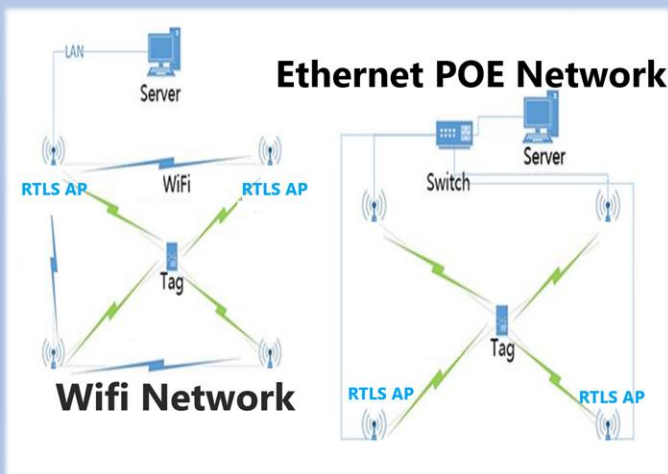 LAN
Server
RTLS AP
WiFi
RTLS AP
Tag
Wifi Network
Ethernet POE Network
Server
Switch
Tag
RTLS AP
RTLS AP